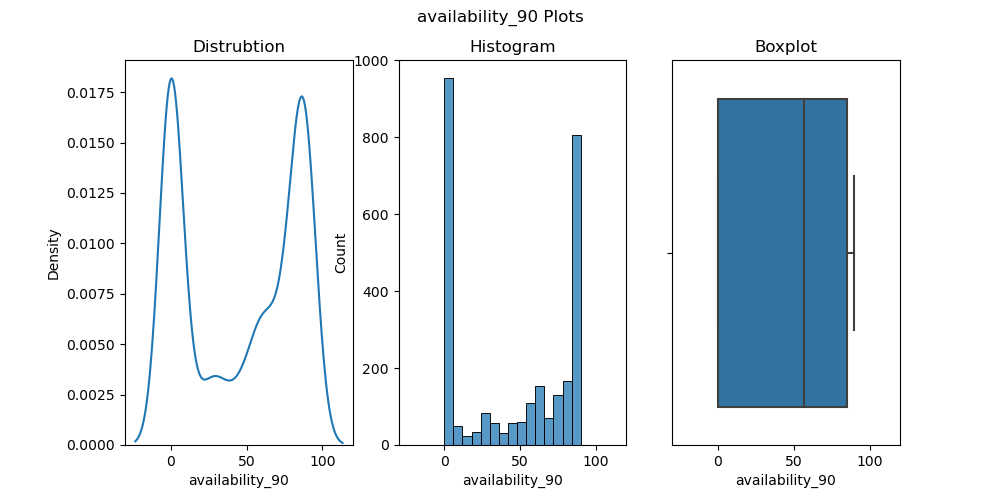 availability_90 Plots
Distrubtion
Density
0.0175
0.0150
0.0125
0.0100
0.0075
0.0050
0.0025
0.0000
0 50 100
availability_90
Histogram
Count
1000
800
600
400
200
0
0 50 100
availability_90
Boxplot
0 50 100
availability_90